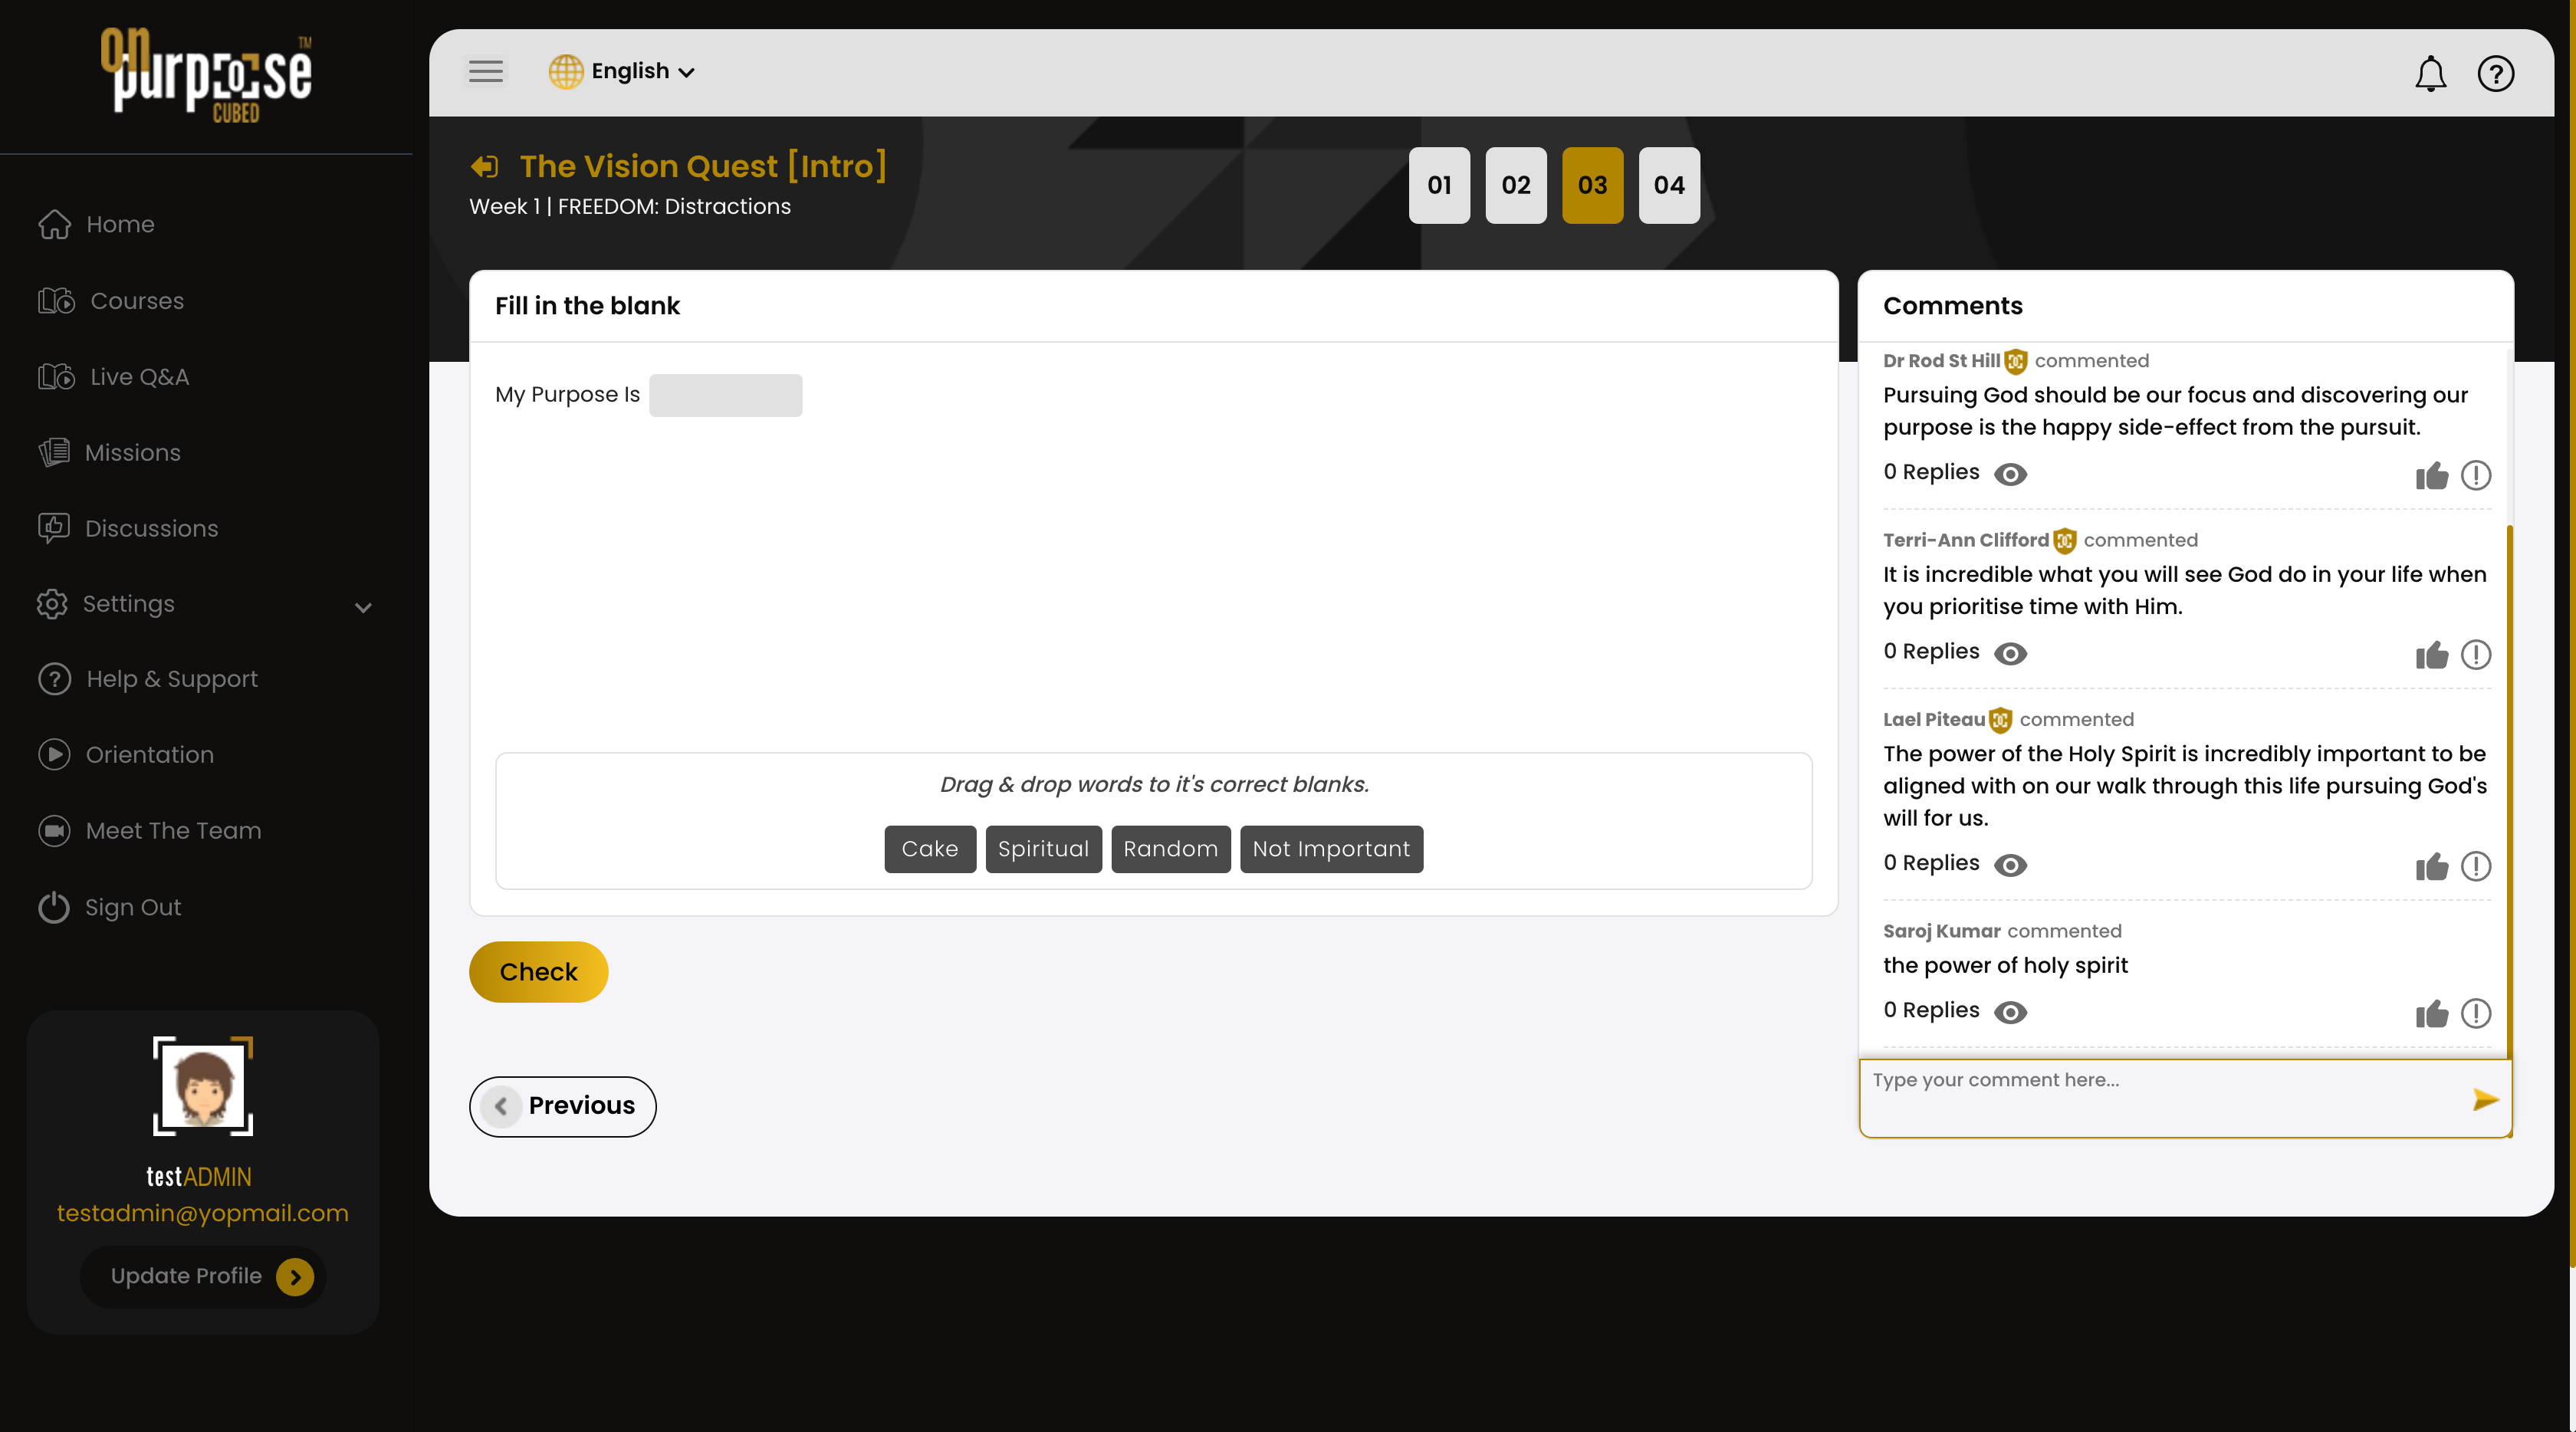 on purpose TM
CUBED
Home
Courses
Live Q&A
Missions
Discussions
Settings
Help & Support
Orientation
Meet The Team
Sign Out
testADMIN
testadmin@yopmail.com
Update Profile
English
The Vision Quest [Intro]
Week 1 | FREEDOM: Distractions
01 02 03 04
Fill in the blank
My Purpose Is
Drag & drop words to it's correct blanks.
Cake Spiritual Random Not Important
Check
Previous
Comments
Dr Rod St Hill commented
Pursuing God should be our focus and discovering our
purpose is the happy side-effect from the pursuit.
0 Replies
Terri-Ann Clifford commented
It is incredible what you will see God do in your life when
you prioritise time with Him.
0 Replies
Lael Piteau commented
The power of the Holy Spirit is incredibly important to be
aligned with on our walk through this life pursuing God's
will for us.
0 Replies
Saroj Kumar commented
the power of holy spirit
0 Replies
Type your comment here...